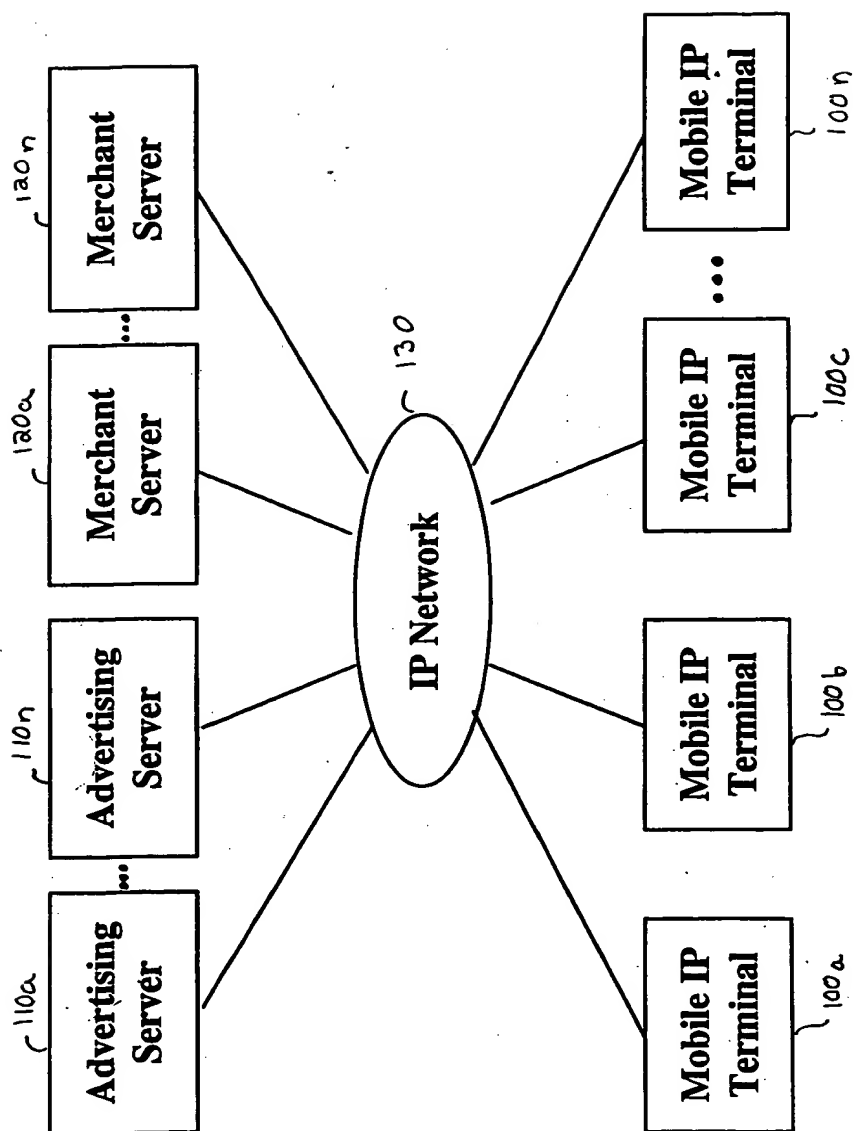 110a
Advertising
Server
...
110n
Advertising
Server
120a
Merchant
Server
...
120n
Merchant
Server
IP Network
130
Mobile IP
Terminal
100a
Mobile IP
Terminal
100b
Mobile IP
Terminal
100c
...
Mobile IP
Terminal
100n